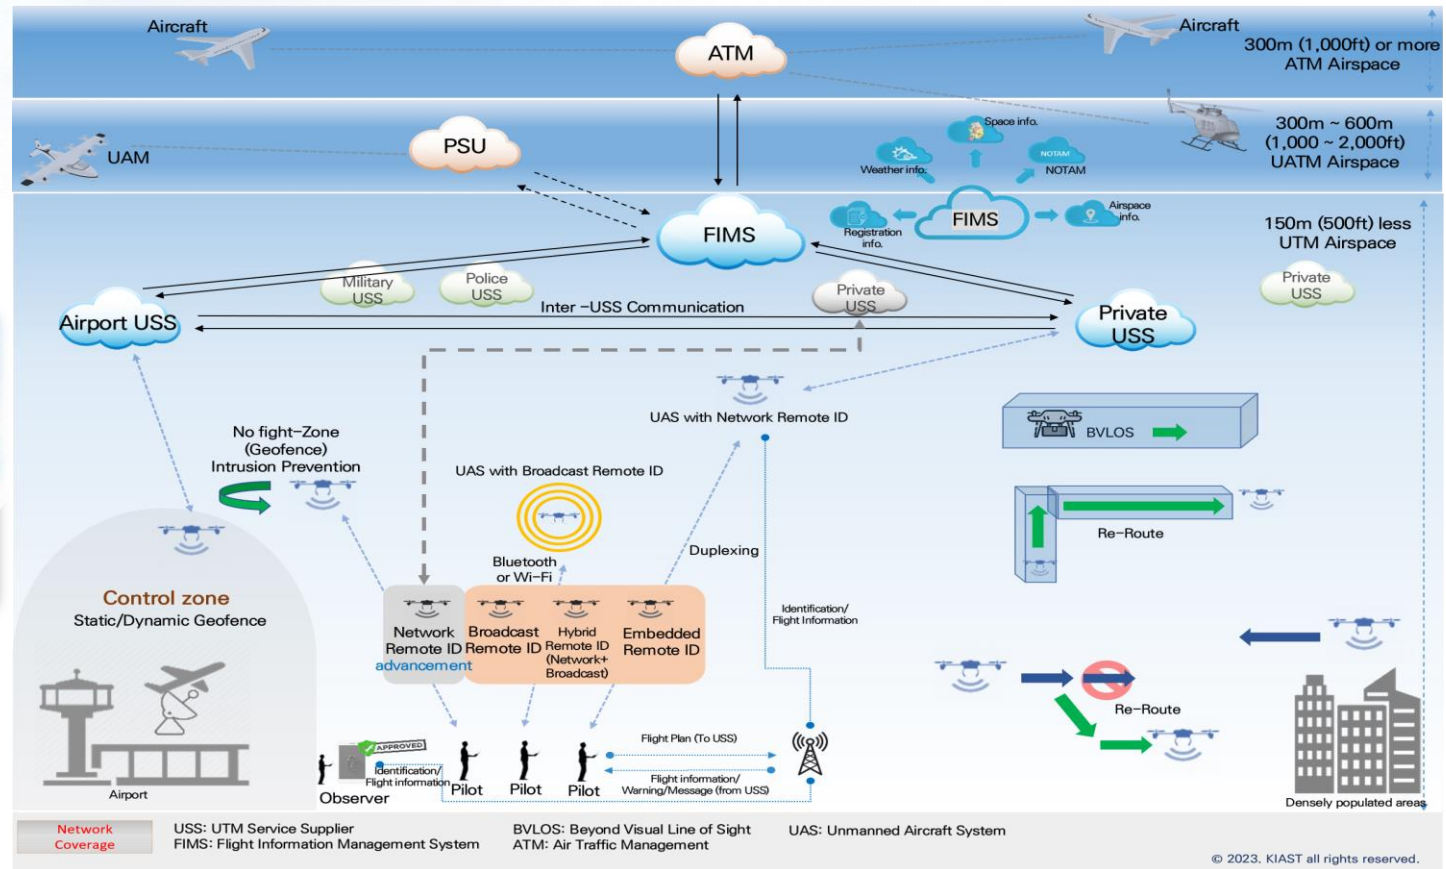 Aircraft
ATM
Aircraft
300m (1,000ft) or more
ATM Airspace
UAM
PSU
Space info.
Weather info.
NOTAM
NOTAM
300m ~ 600m
(1,000 ~ 2,000ft)
UATM Airspace
FIMS
FIMS
Registration
info.
Airspace
info.
150m (500ft) less
UTM Airspace
Military
USS
Police
USS
Private
USS
Private
USS
Airport USS
Inter -USS Communication
Private
USS
UAS with Network Remote ID
No fight-Zone
(Geofence)
Intrusion Prevention
UAS with Broadcast Remote ID
BVLOS
Re-Route
Duplexing
Bluetooth
or Wi-Fi
Control zone
Static/Dynamic Geofence
Network
Remote ID
advancement
Broadcast
Remote ID
Hybrid
Remote ID
(Network+
Broadcast)
Embedded
Remote ID
Identification/
Flight Information
Re-Route
Airport
APPROVED
Identification/
Flight information
Observer
Pilot
Pilot
Pilot
Flight Plan (To USS)
Flight information/
Warning/Message (from USS)
Densely populated areas
Network
Coverage
USS: UTM Service Supplier
FIMS: Flight Information Management System
BVLOS: Beyond Visual Line of Sight
ATM: Air Traffic Management
UAS: Unmanned Aircraft System
© 2023. KIAST all rights reserved.